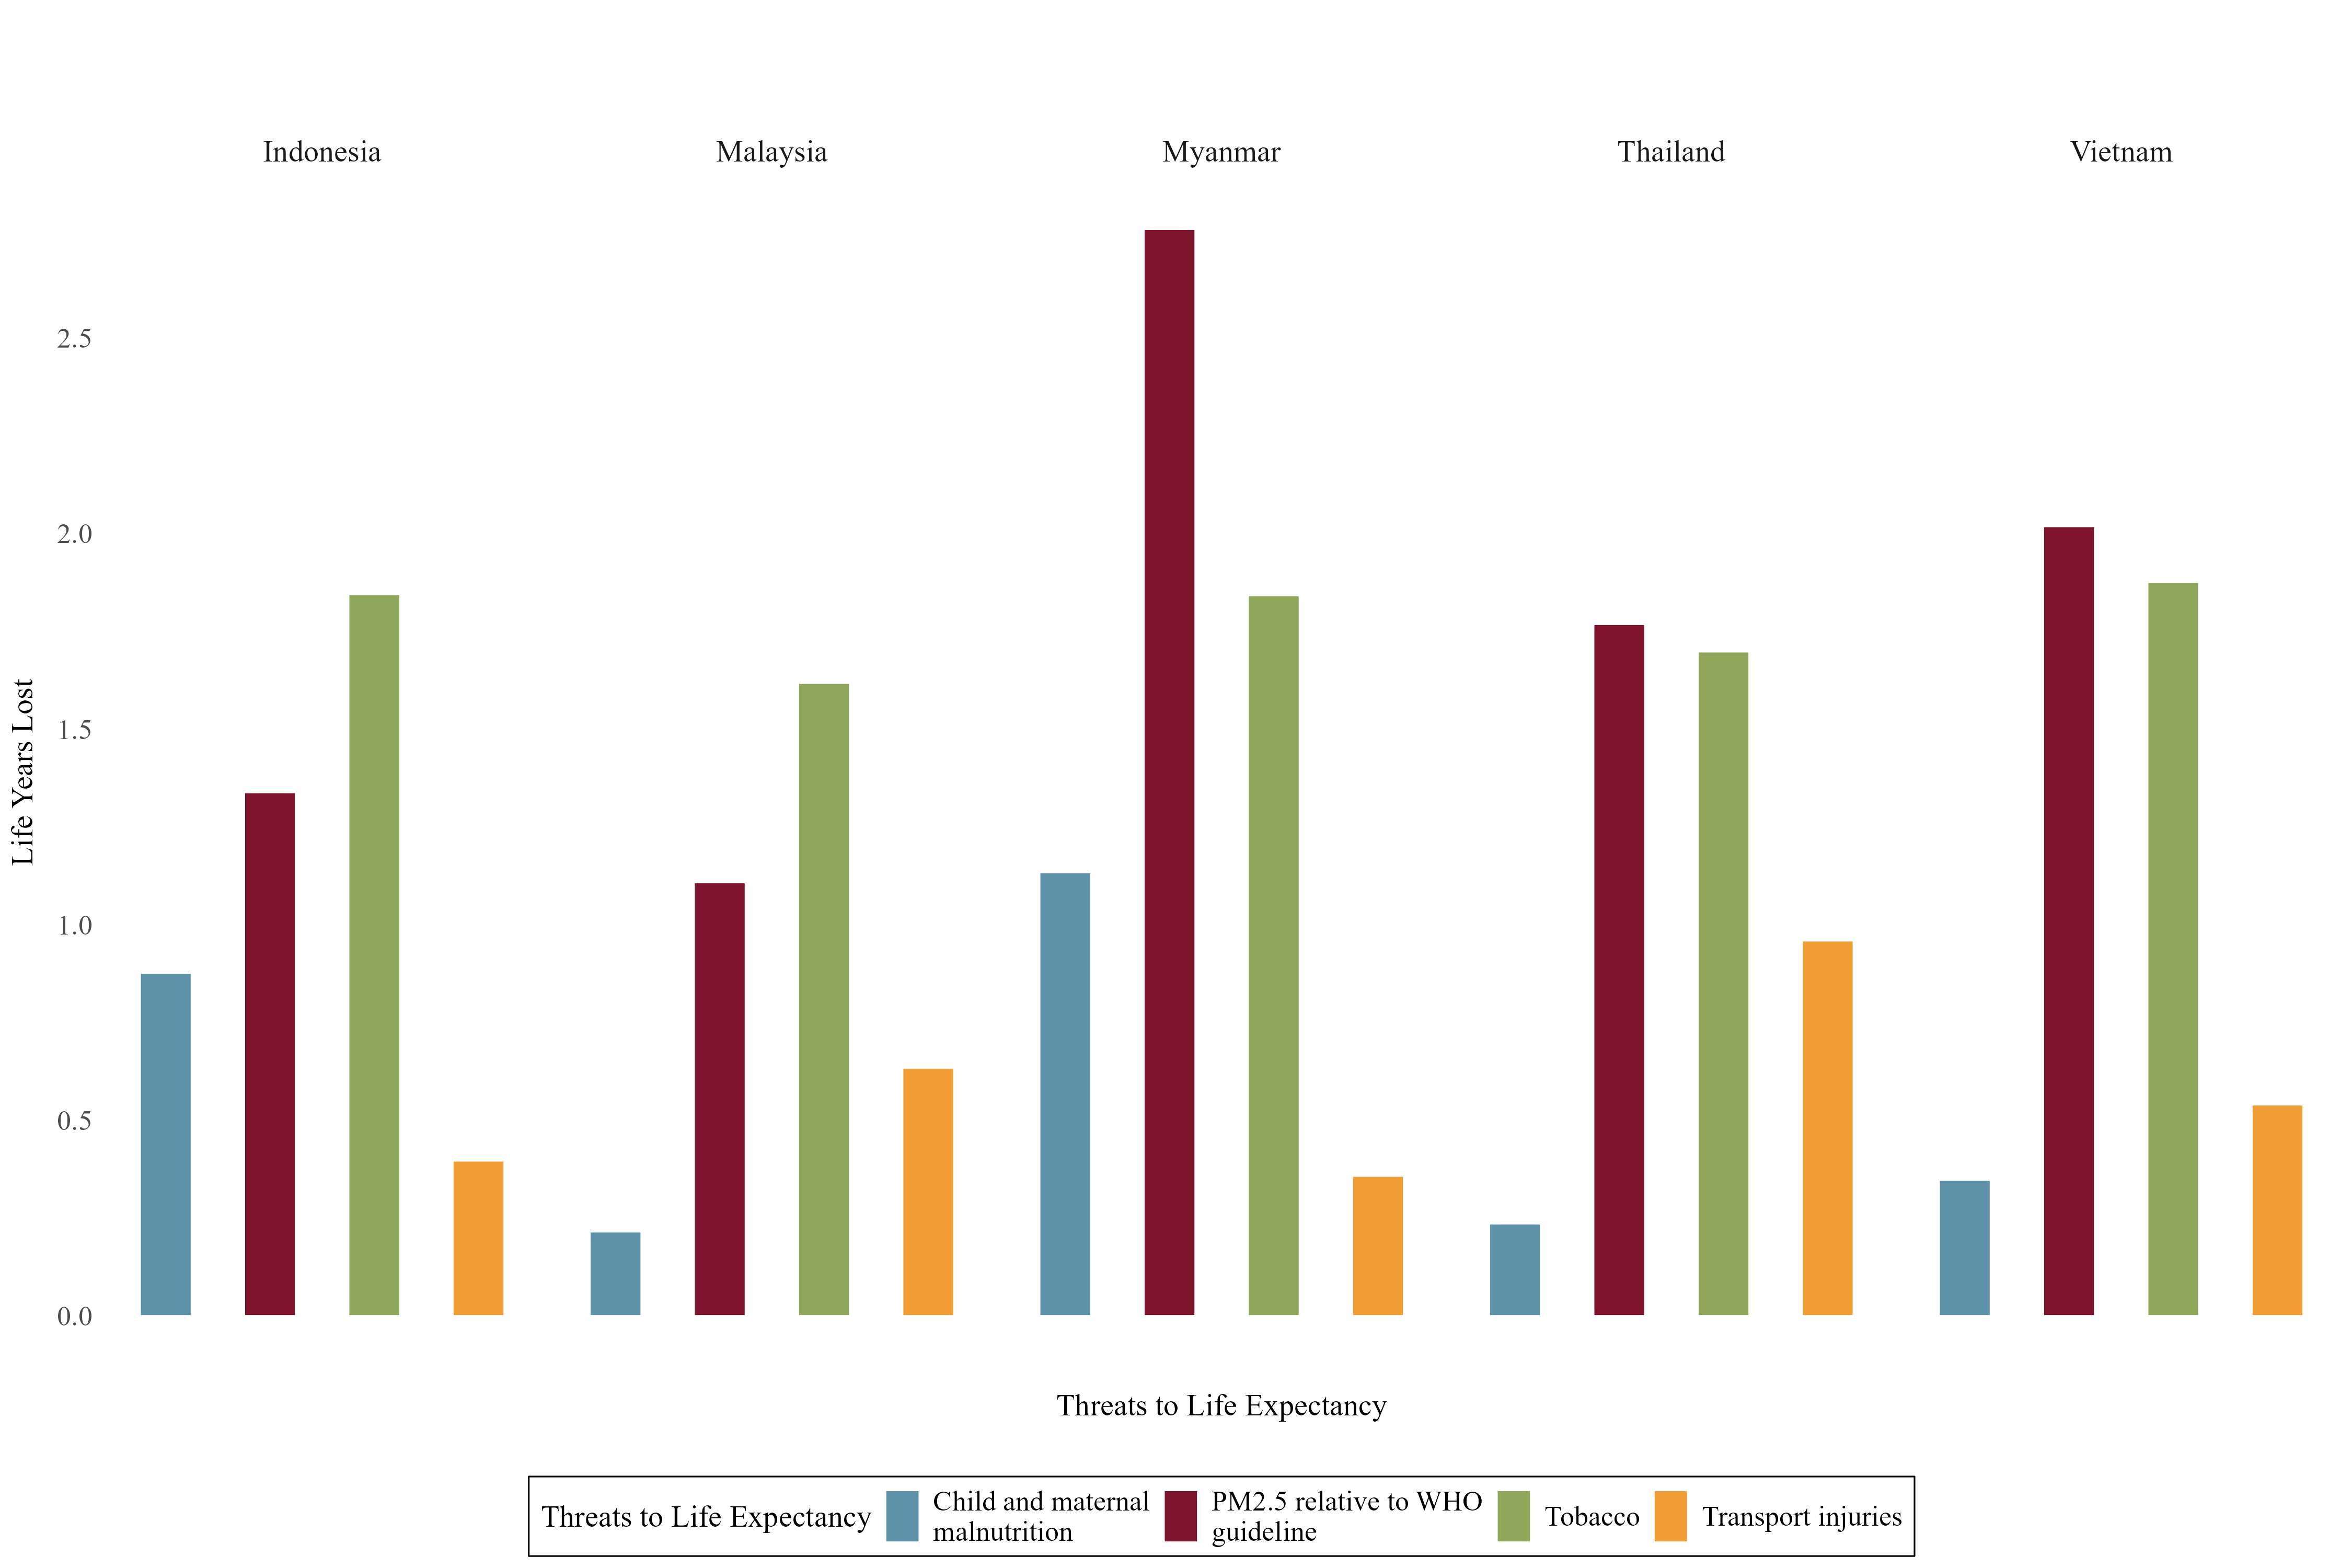 Indonesia
Malaysia
Myanmar
Thailand
Vietnam
2.5
2.0
1.5
1.0
0.5
0.0
Life Years Lost
Threats to Life Expectancy
Threats to Life Expectancy
Child and maternal
malnutrition
PM2.5 relative to WHO
guideline
Tobacco
Transport injuries